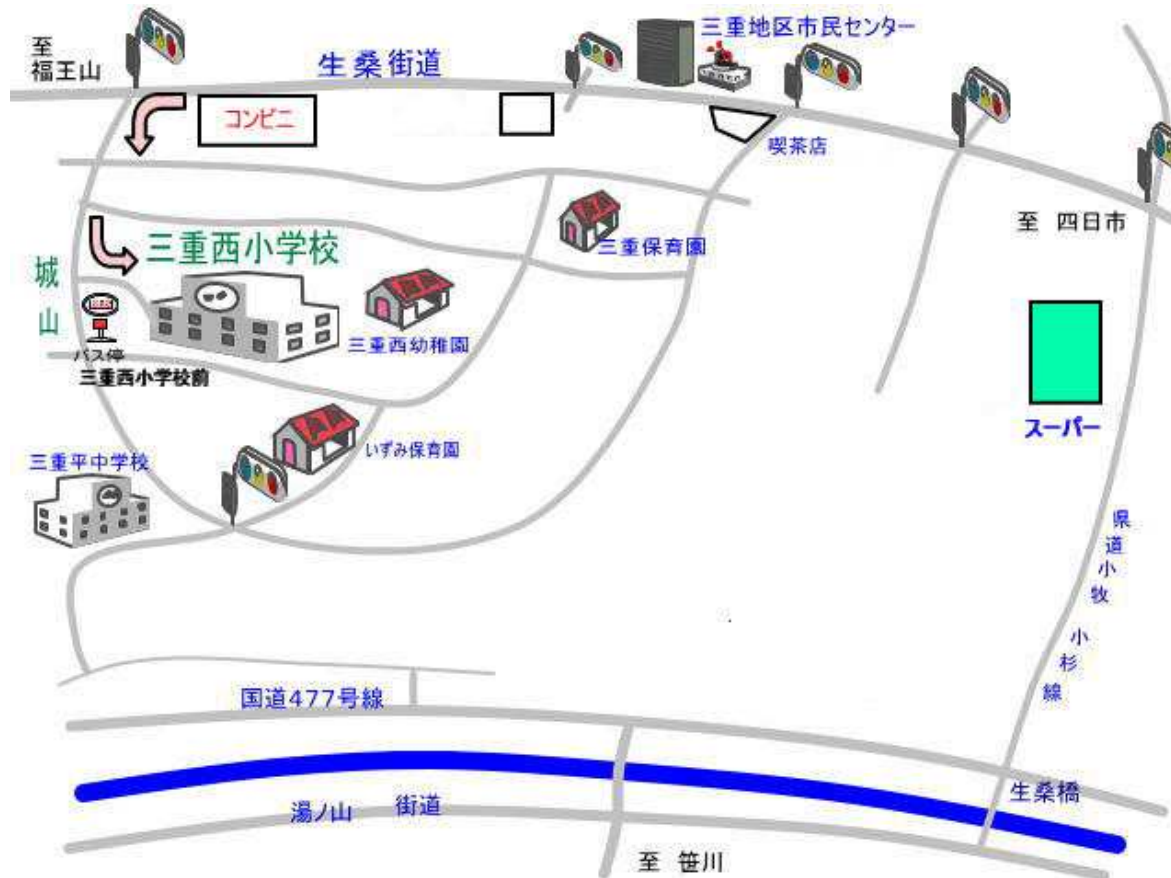 三重地区市民センター
至
福王山
生桑街道
コンビニ
喫茶店
至 四日市
三重西小学校
三重保育園
城山
三重西幼稚園
バス停
三重西小学校前
スーパー
いずみ保育園
三重平中学校
県道小牧小杉線
国道477号線
生桑橋
湯ノ山 街道
至 笹川